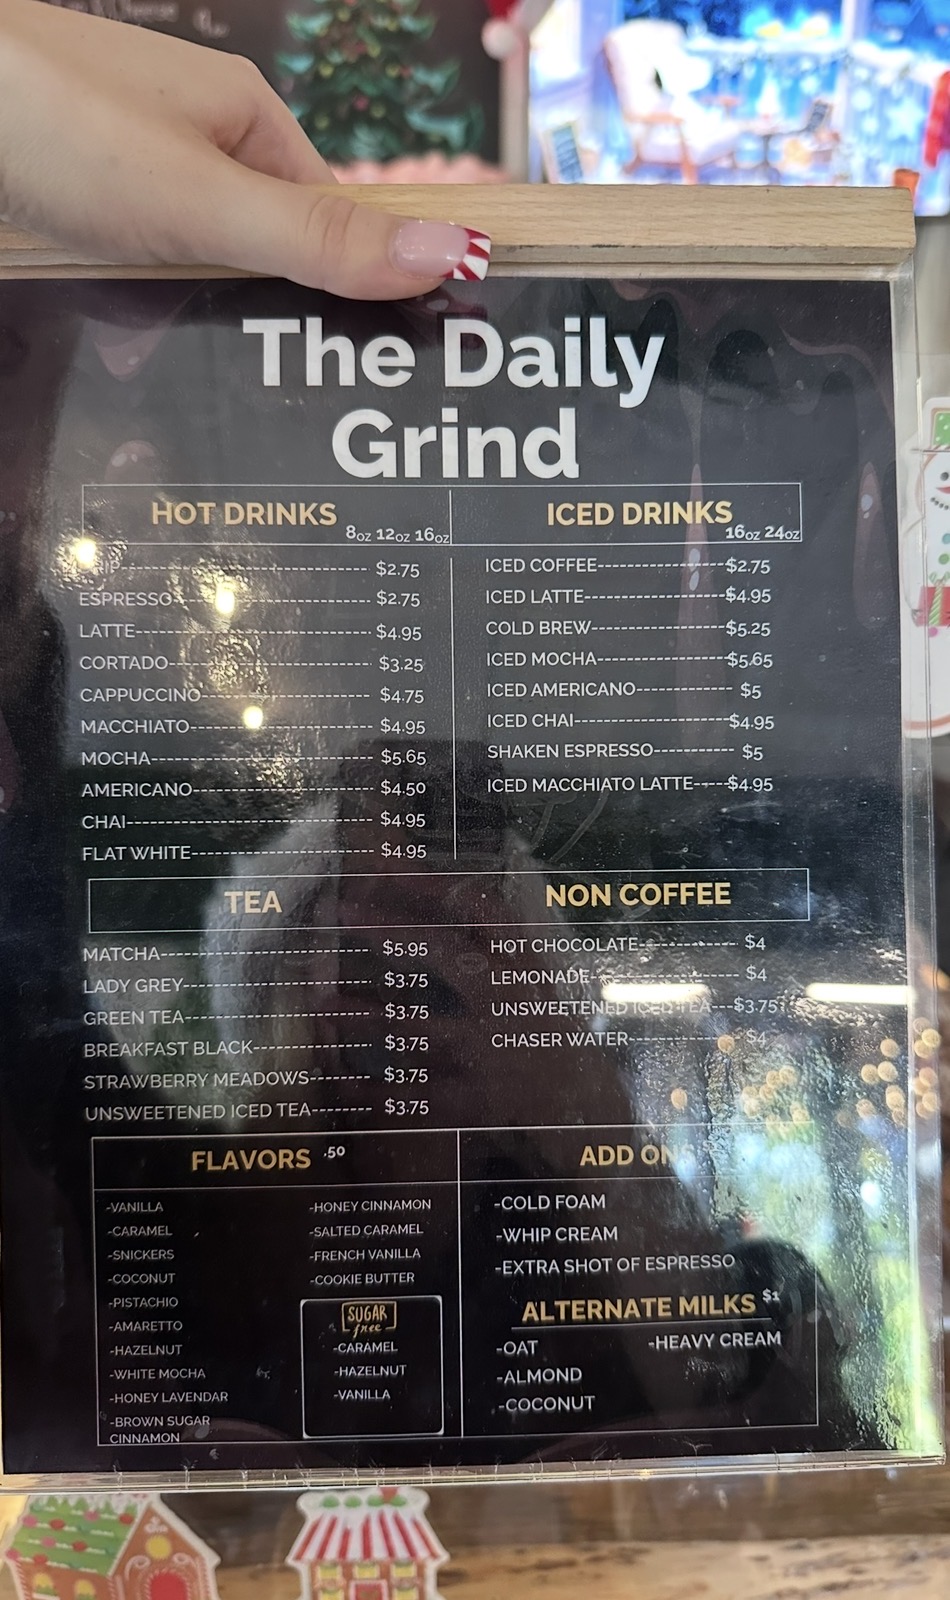 The Daily
Grind
HOT DRINKS
8oz 12oz 16oz
$2.75
ESPRESSO $2.75
LATTE $4.95
CORTADO $3.25
CAPPUCCINO $4.75
MACCHIATO $4.95
MOCHA $5.65
AMERICANO $4.50
CHAI $4.95
FLAT WHITE $4.95
ICED DRINKS
16oz 24oz
ICED COFFEE $2.75
ICED LATTE $4.95
COLD BREW $5.25
ICED MOCHA $5.65
ICED AMERICANO $5
ICED CHAI $4.95
SHAKEN ESPRESSO $5
ICED MACCHIATO LATTE $4.95
TEA
MATCHA $5.95
LADY GREY $3.75
GREEN TEA $3.75
BREAKFAST BLACK $3.75
STRAWBERRY MEADOWS $3.75
UNSWEETENED ICED TEA $3.75
NON COFFEE
HOT CHOCOLATE $4
LEMONADE $4
UNSWEETENED ICED TEA $3.75
CHASER WATER $4
FLAVORS .50
-VANILLA
-CARAMEL
-SNICKERS
-COCONUT
-PISTACHIO
-AMARETTO
-HAZELNUT
-WHITE MOCHA
-HONEY LAVENDAR
-BROWN SUGAR
CINNAMON
-HONEY CINNAMON
-SALTED CARAMEL
-FRENCH VANILLA
-COOKIE BUTTER
SUGAR
free
-CARAMEL
-HAZELNUT
-VANILLA
ADD ONS
-COLD FOAM
-WHIP CREAM
-EXTRA SHOT OF ESPRESSO
ALTERNATE MILKS $1
-OAT
-ALMOND
-COCONUT
-HEAVY CREAM